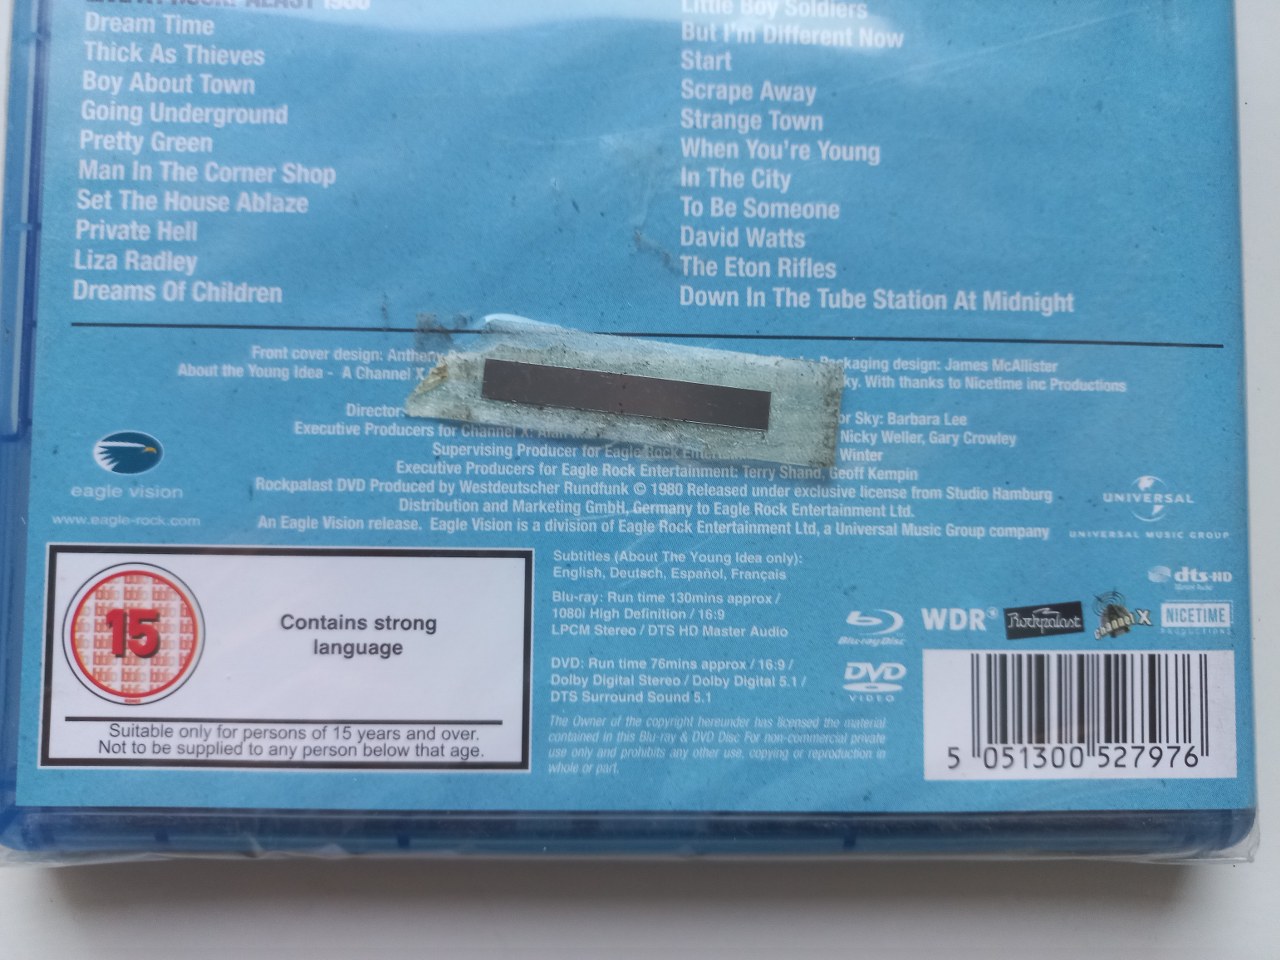 Dream Time
Thick As Thieves
Boy About Town
Going Underground
Pretty Green
Man In The Corner Shop
Set The House Ablaze
Private Hell
Liza Radley
Dreams Of Children
Little Boy Soldiers
But I'm Different Now
Start
Scrape Away
Strange Town
When You're Young
In The City
To Be Someone
David Watts
The Eton Rifles
Down In The Tube Station At Midnight
Front cover design: Packaging design: James McAllister
About the Young Idea - A Channel X With thanks to Nicetime inc Productions
Director: Sky: Barbara Lee
Executive Producers for Channel X: Nicky Weller, Gary Crowley
Supervising Producer for Eagle Rock Winter
Executive Producers for Eagle Rock Entertainment: Terry Shand, Geoff Kempin
Rockpalast DVD Produced by Westdeutscher Rundfunk © 1980 Released under exclusive license from Studio Hamburg
Distribution and Marketing GmbH, Germany to Eagle Rock Entertainment Ltd.
An Eagle Vision release. Eagle Vision is a division of Eagle Rock Entertainment Ltd, a Universal Music Group company
eagle vision
www.eagle-rock.com
UNIVERSAL
UNIVERSAL MUSIC GROUP
15
Contains strong
language
Suitable only for persons of 15 years and over.
Not to be supplied to any person below that age.
Subtitles (About The Young Idea only):
English, Deutsch, Español, Français
Blu-ray: Run time 130mins approx /
1080i High Definition / 16:9
LPCM Stereo / DTS HD Master Audio
DVD: Run time 76mins approx / 16:9 /
Dolby Digital Stereo / Dolby Digital 5.1 /
DTS Surround Sound 5.1
The Owner of the copyright hereunder has licensed the material
contained in this Blu-ray & DVD Disc For non-commercial private
use only and prohibits any other use, copying or reproduction in
whole or part.
dts-HD
Blu-ray Disc
WDR
Rockpalast
channel X
NICETIME
PRODUCTIONS
DVD
VIDEO
5 051300 527976